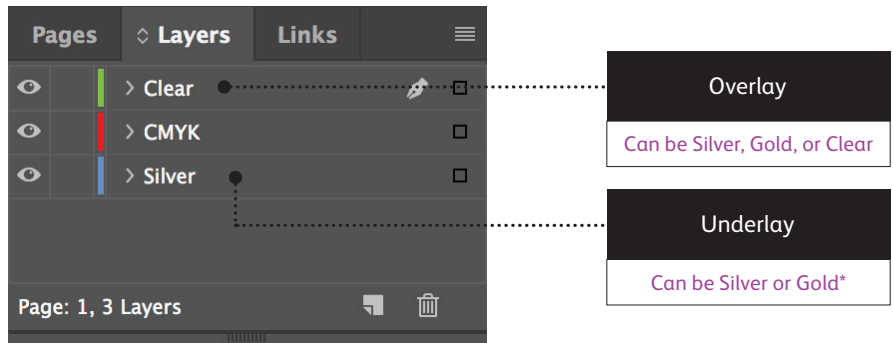 Pages Layers Links
Clear
CMYK
Silver
Page: 1, 3 Layers
Overlay
Can be Silver, Gold, or Clear
Underlay
Can be Silver or Gold*